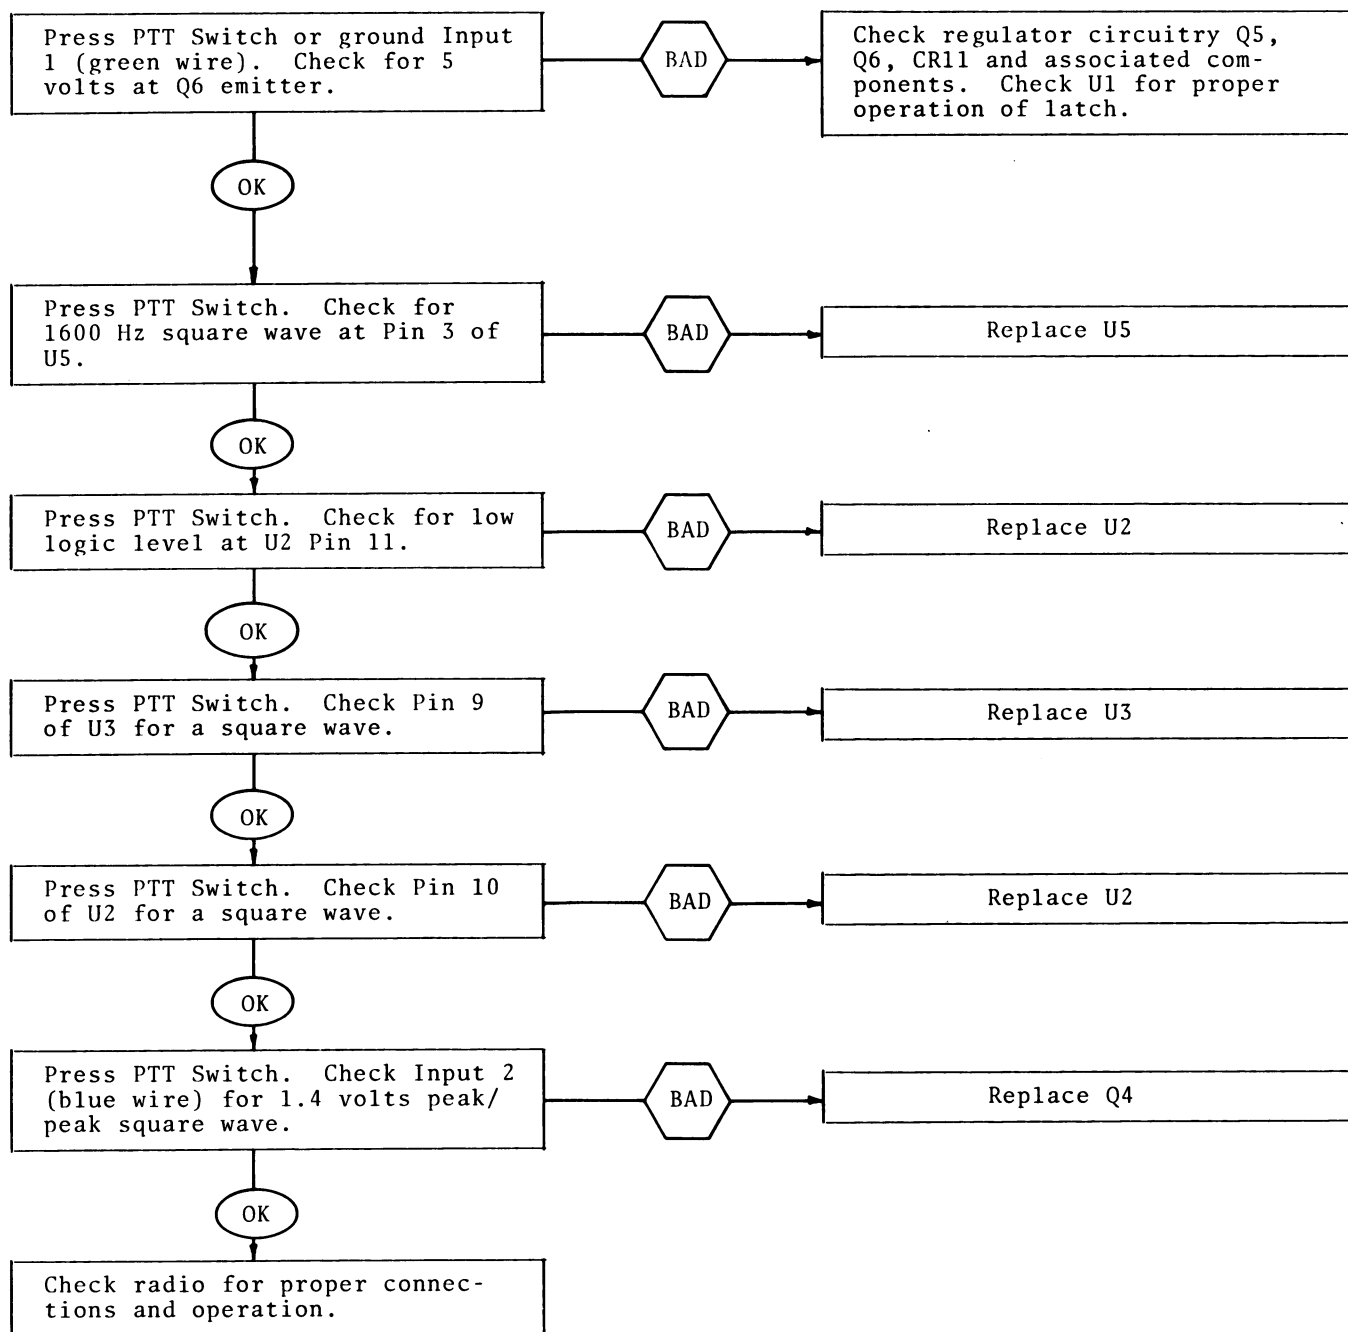 Press PTT Switch or ground Input
1 (green wire).  Check for 5
volts at Q6 emitter.
BAD
Check regulator circuitry Q5,
Q6, CR11 and associated com-
ponents.  Check U1 for proper
operation of latch.
OK
Press PTT Switch.  Check for
1600 Hz square wave at Pin 3 of
U5.
BAD
Replace U5
OK
Press PTT Switch.  Check for low
logic level at U2 Pin 11.
BAD
Replace U2
OK
Press PTT Switch.  Check Pin 9
of U3 for a square wave.
BAD
Replace U3
OK
Press PTT Switch.  Check Pin 10
of U2 for a square wave.
BAD
Replace U2
OK
Press PTT Switch.  Check Input 2
(blue wire) for 1.4 volts peak/
peak square wave.
BAD
Replace Q4
OK
Check radio for proper connec-
tions and operation.